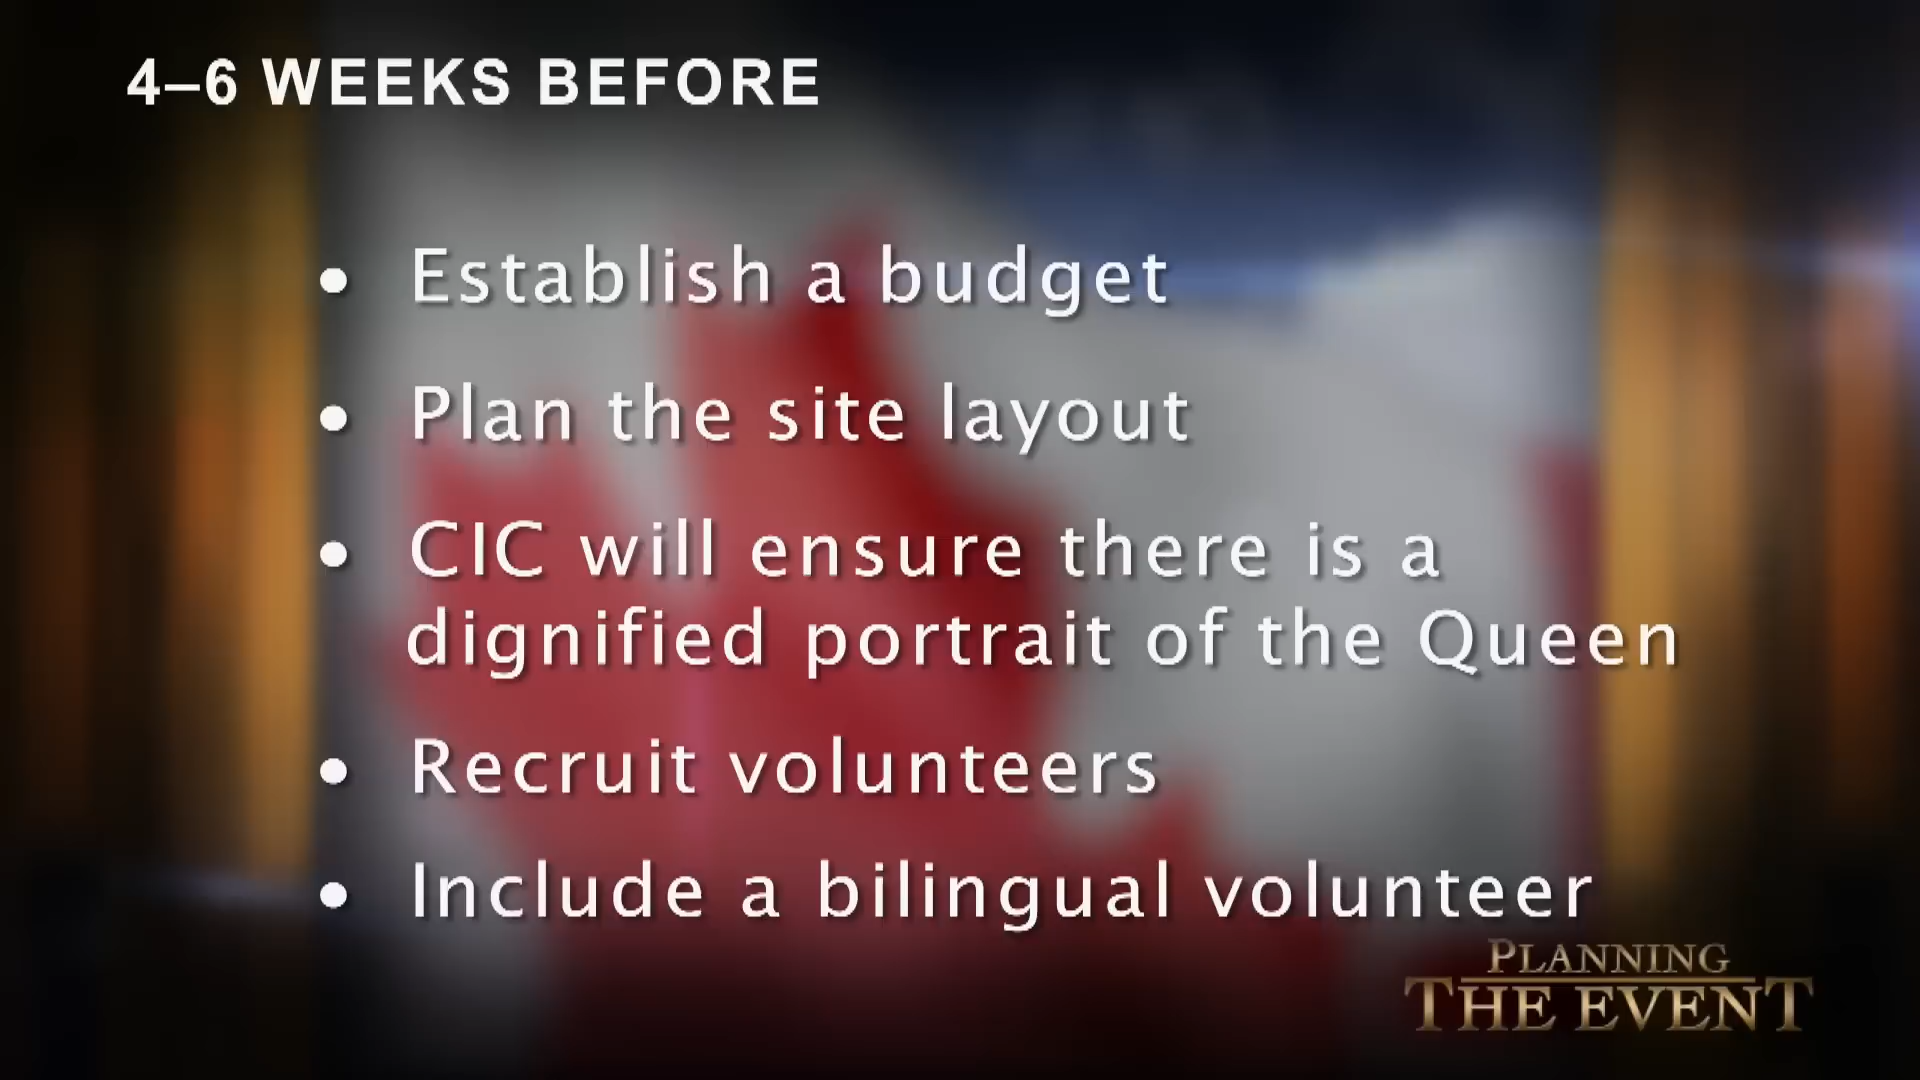 4–6 WEEKS BEFORE
• Establish a budget
• Plan the site layout
• CIC will ensure there is a
dignified portrait of the Queen
• Recruit volunteers
• Include a bilingual volunteer
PLANNING
THE EVENT